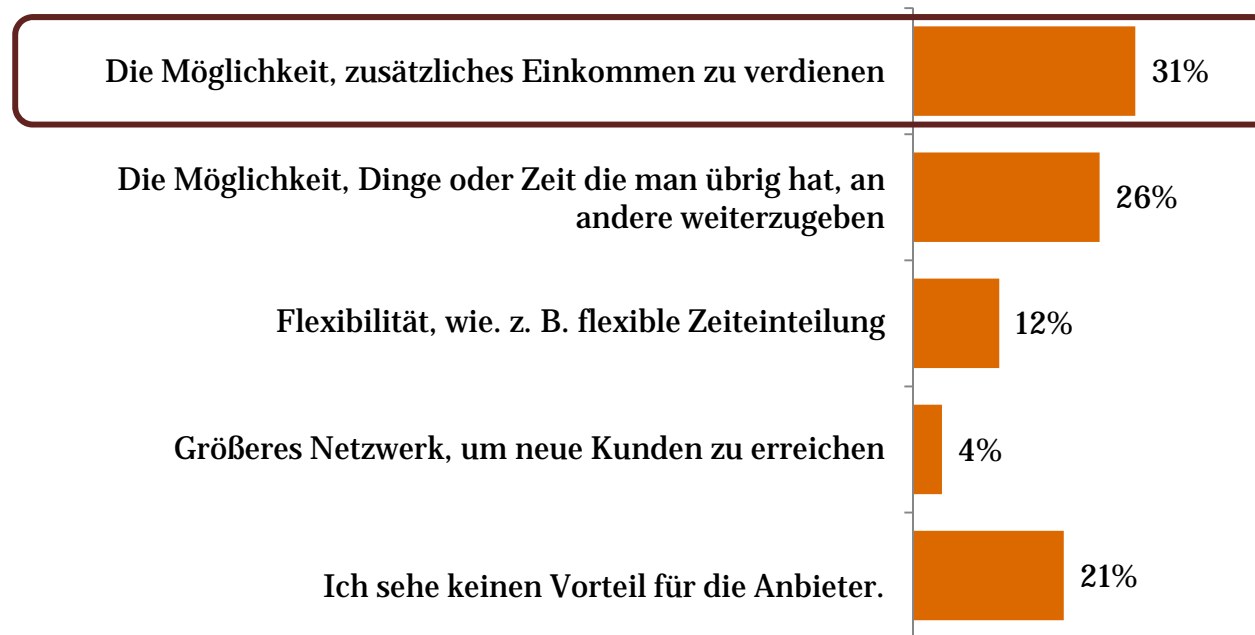 Die Möglichkeit, zusätzliches Einkommen zu verdienen
31%
Die Möglichkeit, Dinge oder Zeit die man übrig hat, an
andere weiterzugeben
26%
Flexibilität, wie. z. B. flexible Zeiteinteilung
12%
Größeres Netzwerk, um neue Kunden zu erreichen
4%
Ich sehe keinen Vorteil für die Anbieter.
21%